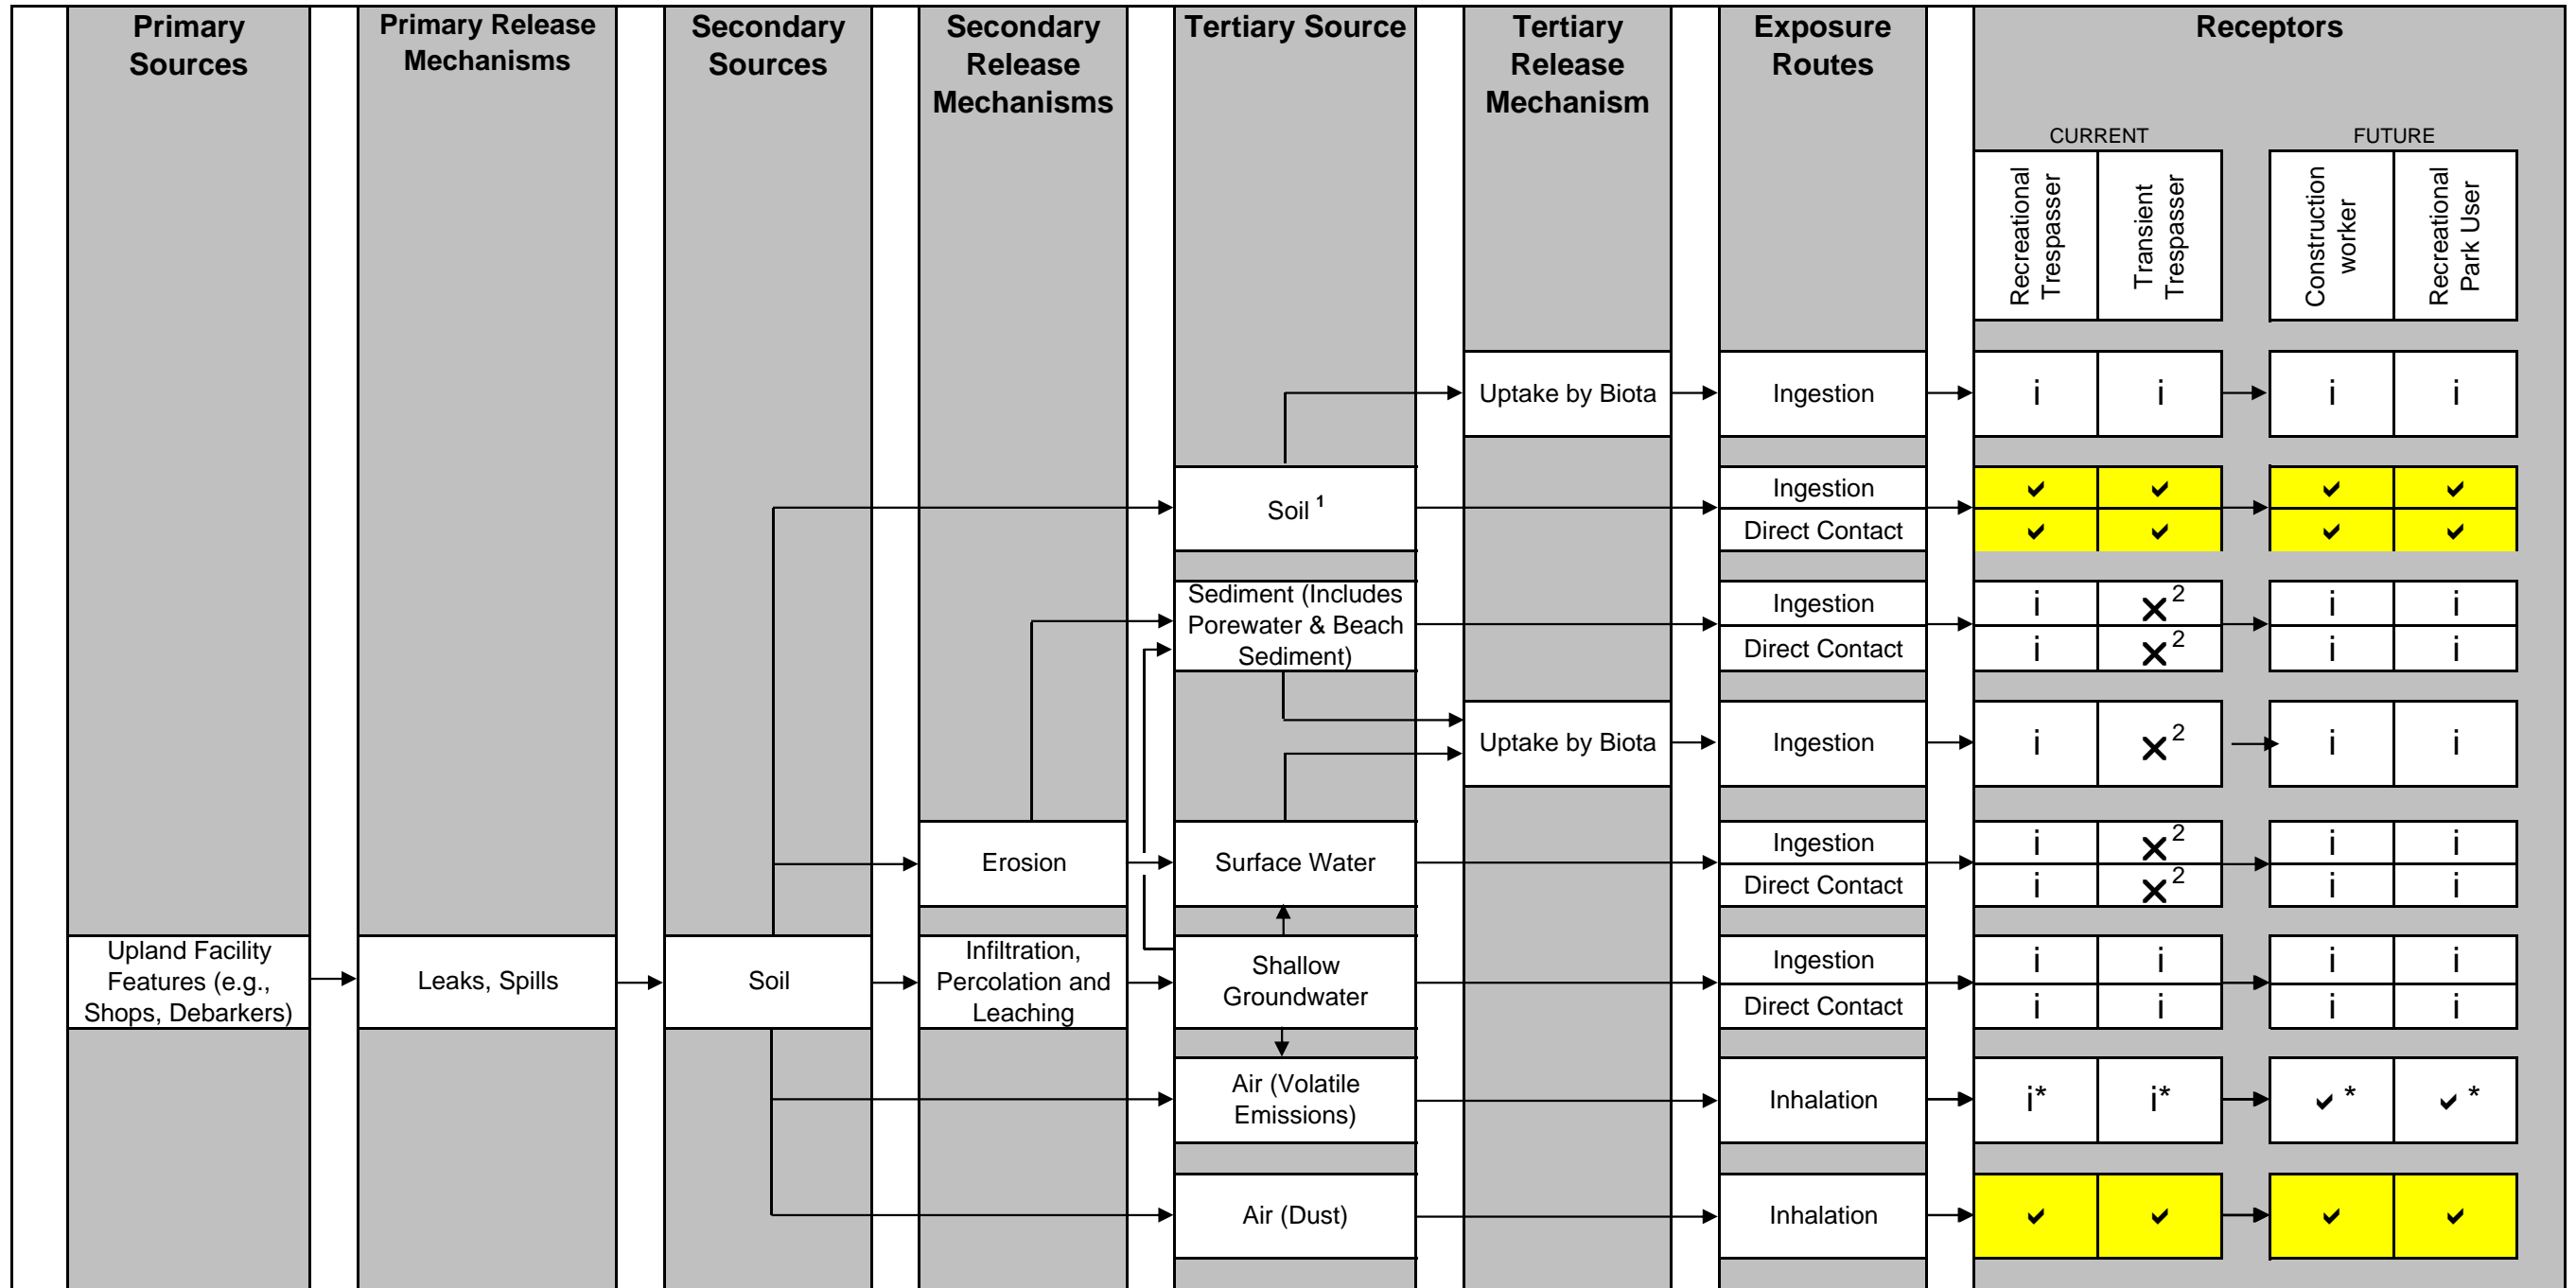 Primary
Sources
Primary Release
Mechanisms
Secondary
Sources
Secondary
Release
Mechanisms
Tertiary Source
Tertiary
Release
Mechanism
Exposure
Routes
Receptors
CURRENT
FUTURE
Recreational
Trespasser
Transient
Trespasser
Construction
worker
Recreational
Park User
Uptake by Biota
Ingestion
i i i i
Soil 1
Ingestion
✔ ✔ ✔ ✔
Direct Contact
✔ ✔ ✔ ✔
Sediment (Includes
Porewater & Beach
Sediment)
Ingestion
i ✕2 i i
Direct Contact
i ✕2 i i
Uptake by Biota
Ingestion
i ✕2 i i
Erosion
Surface Water
Ingestion
i ✕2 i i
Direct Contact
i ✕2 i i
Upland Facility
Features (e.g.,
Shops, Debarkers)
Leaks, Spills
Soil
Infiltration,
Percolation and
Leaching
Shallow
Groundwater
Ingestion
i i i i
Direct Contact
i i i i
Air (Volatile
Emissions)
Inhalation
i* i* ✔* ✔*
Air (Dust)
Inhalation
✔ ✔ ✔ ✔